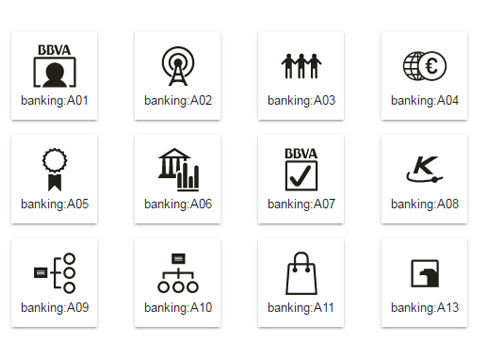 BBVA
banking:A01
banking:A02
banking:A03
€
banking:A04
banking:A05
banking:A06
BBVA
banking:A07
K
banking:A08
banking:A09
banking:A10
banking:A11
banking:A13